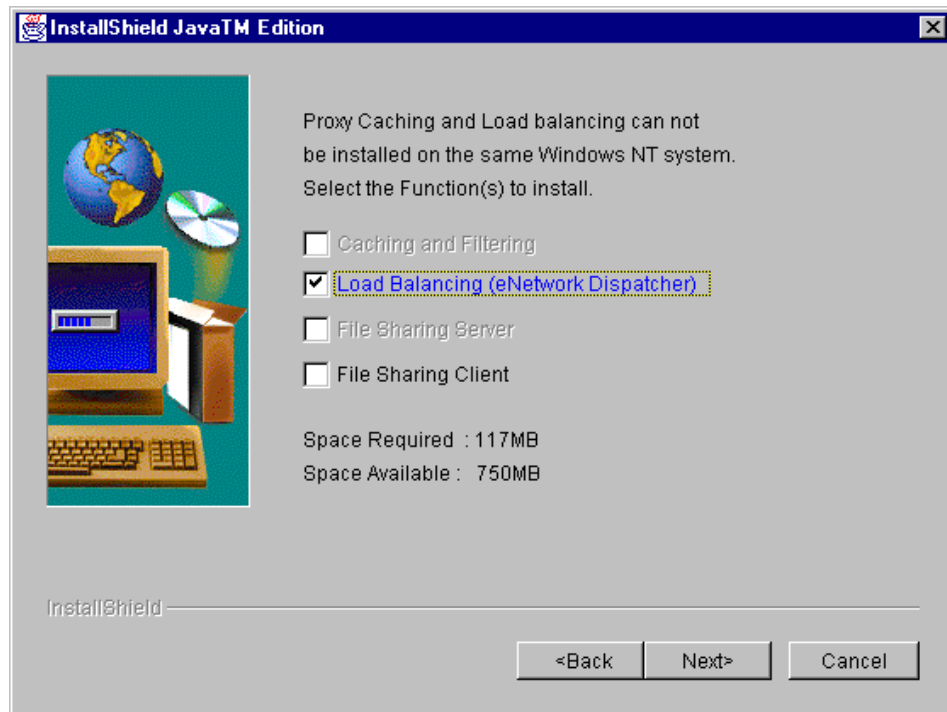 InstallShield JavaTM Edition
Proxy Caching and Load balancing can not
be installed on the same Windows NT system.
Select the Function(s) to install.
Caching and Filtering
Load Balancing (eNetwork Dispatcher)
File Sharing Server
File Sharing Client
Space Required : 117MB
Space Available : 750MB
InstallShield
<Back
Next>
Cancel